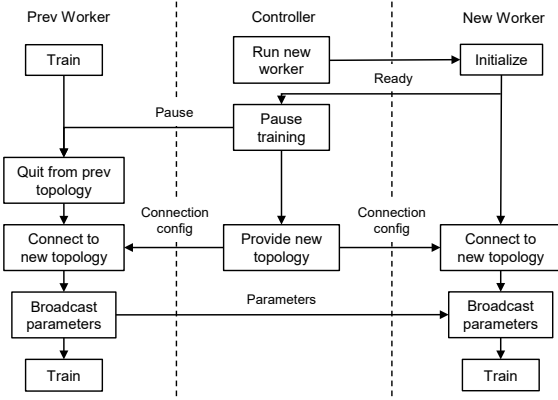 Prev Worker
Controller
New Worker
Train
Run new
worker
Initialize
Ready
Pause
Pause
training
Quit from prev
topology
Connection
config
Connection
config
Connect to
new topology
Provide new
topology
Connect to
new topology
Broadcast
parameters
Parameters
Broadcast
parameters
Train
Train